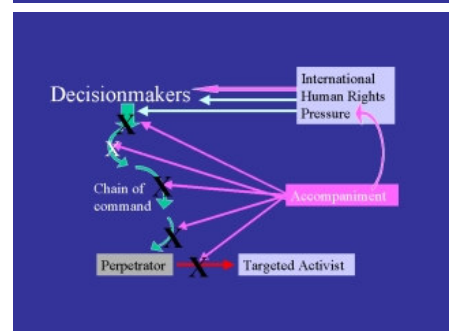 International
Decisionmakers
Human Rights
Pressure
X
X
Chain of
command
X
Accompaniment
X
Perpetrator
X
Targeted Activist